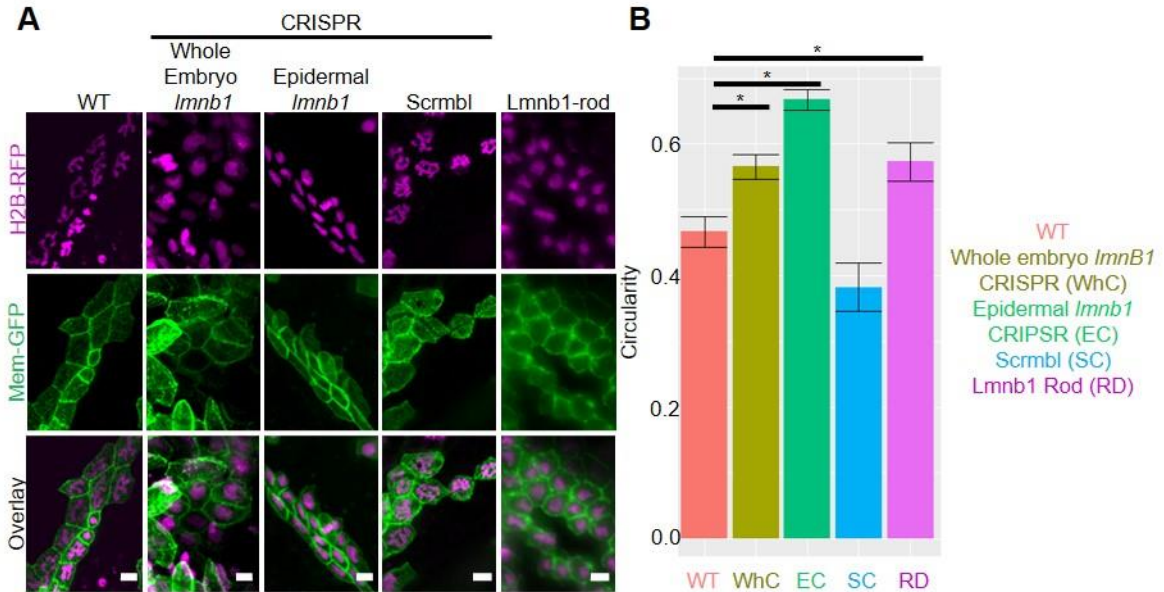 A
CRISPR
Whole
Embryo
lmnb1
Epidermal
lmnb1
WT
Scrmbl
Lmnb1-rod
H2B-RFP
Mem-GFP
Overlay
B
*
*
*
Circularity
0.6
0.4
0.2
0.0
WT
WhC
EC
SC
RD
WT
Whole embryo lmnB1
CRISPR (WhC)
Epidermal lmnb1
CRIPSR (EC)
Scrmbl (SC)
Lmnb1 Rod (RD)